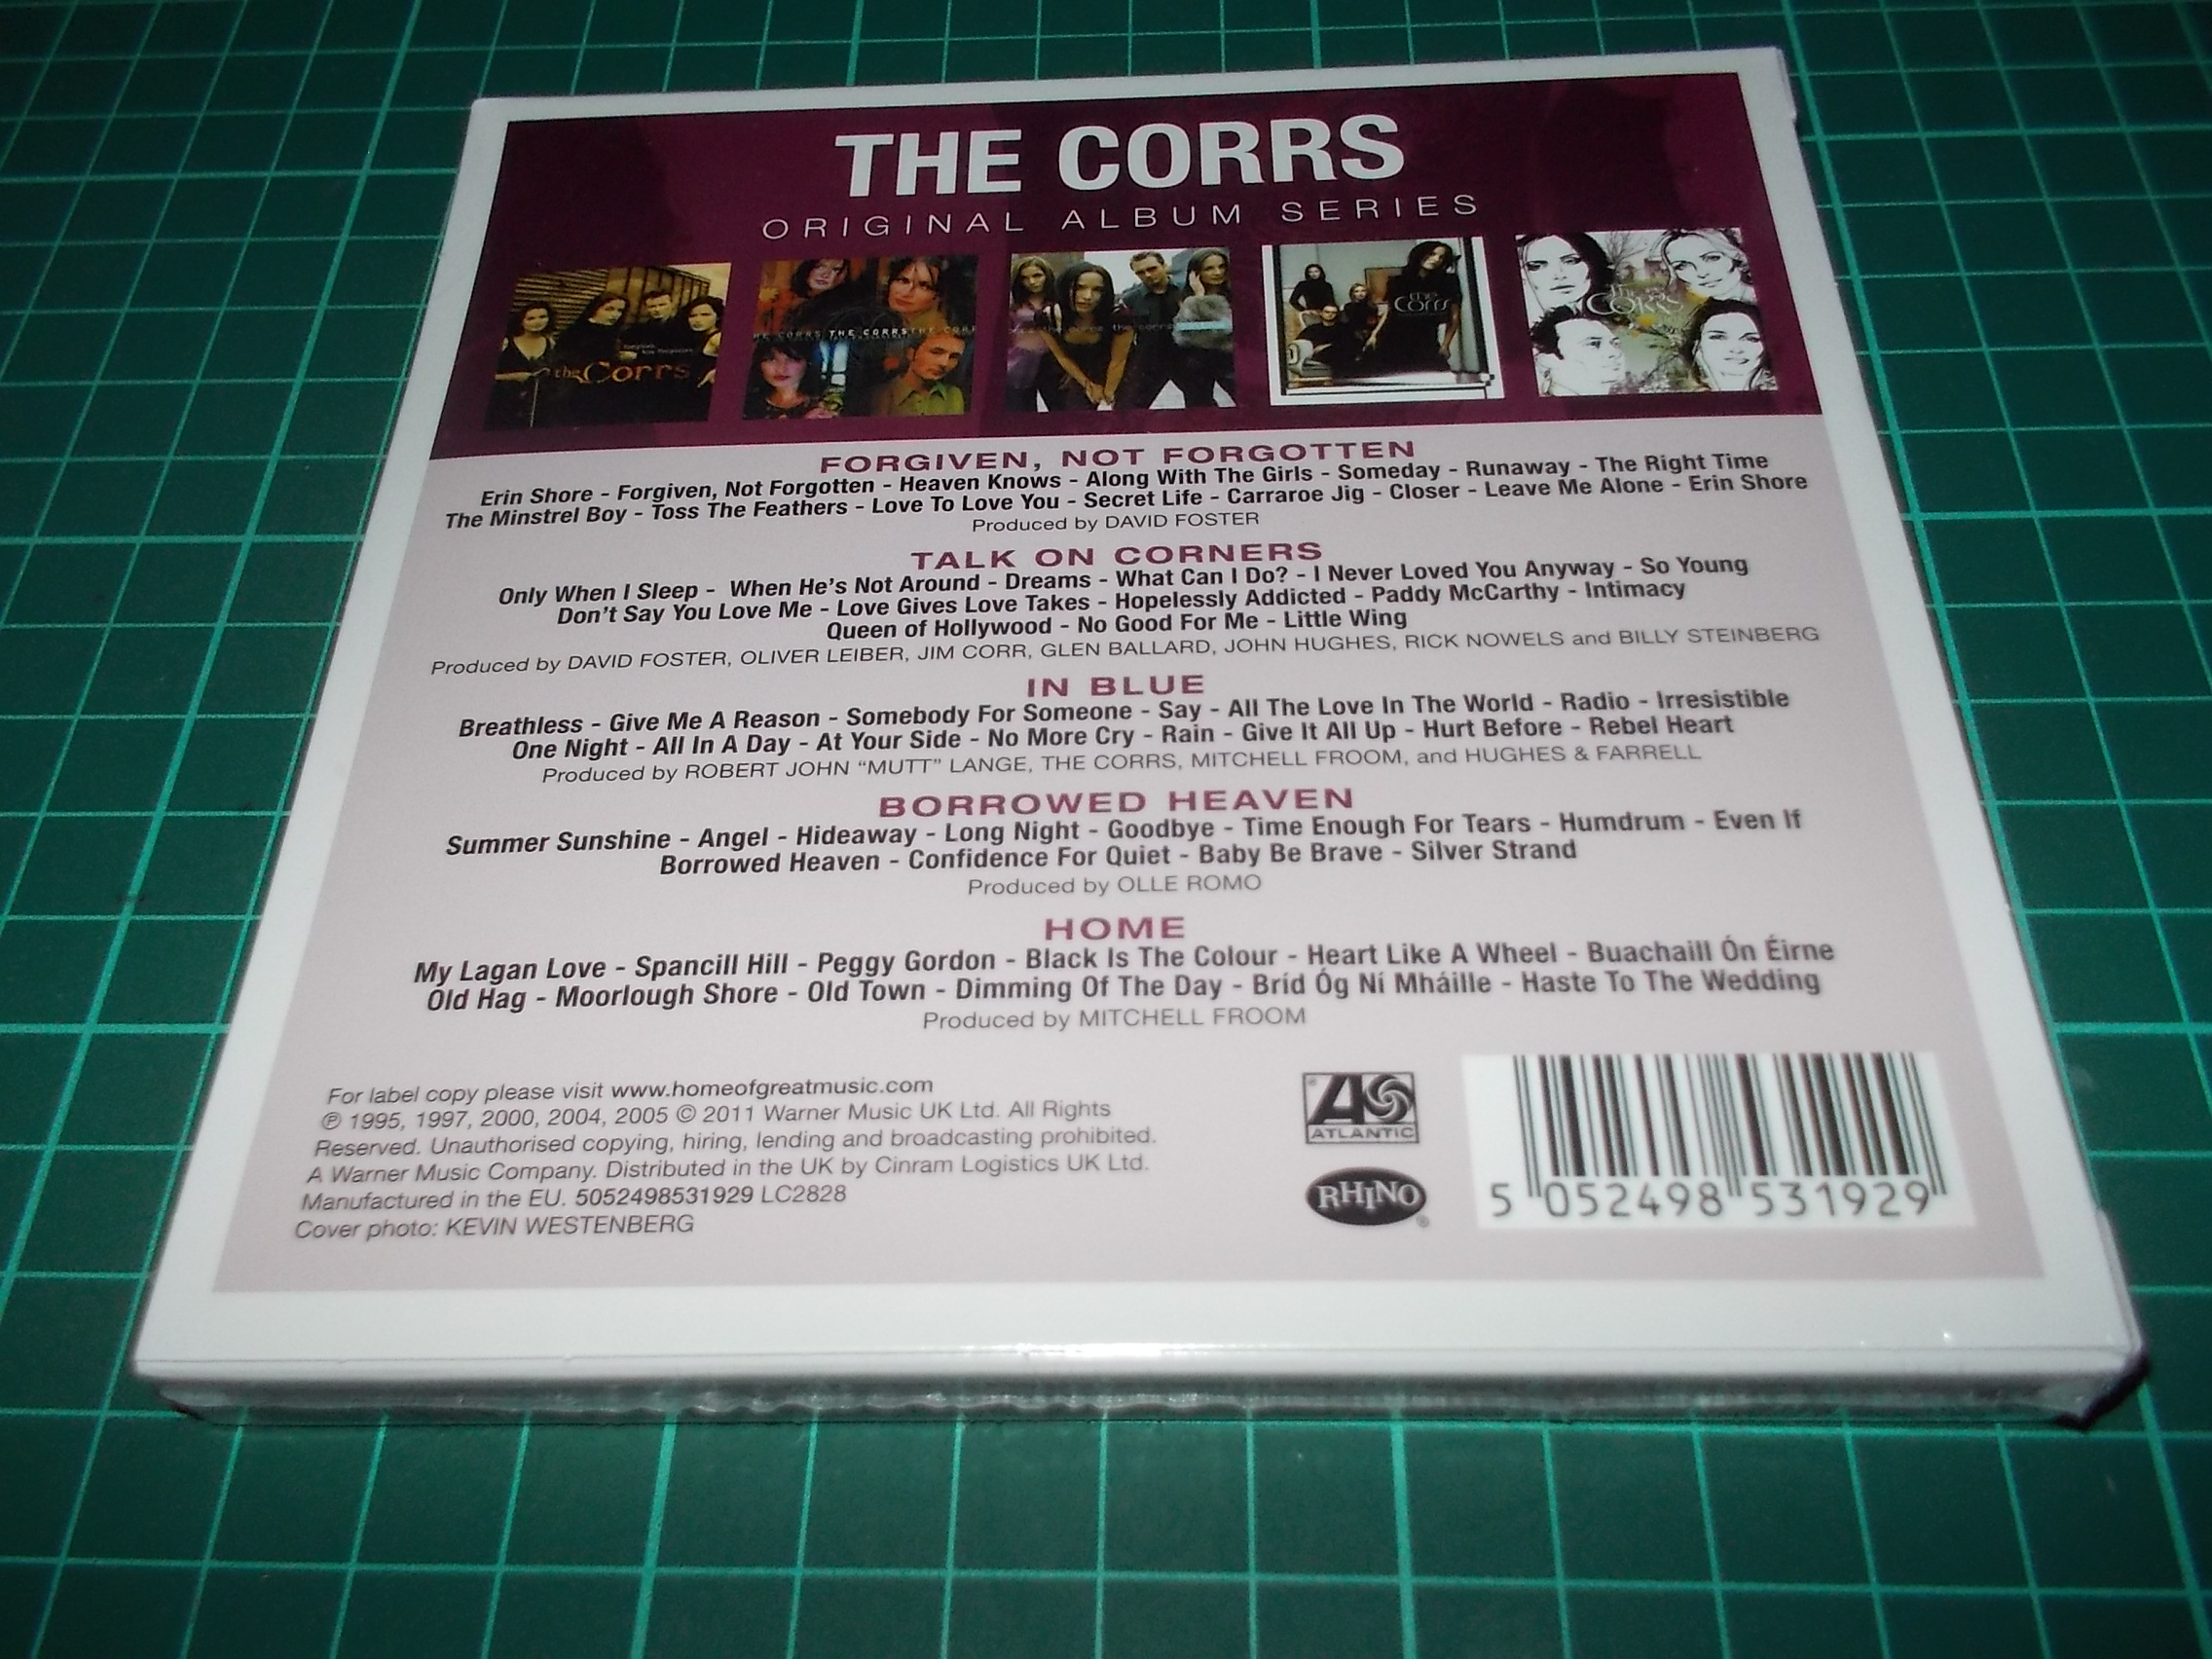 THE CORRS
ORIGINAL ALBUM SERIES
the Corrs
THE CORRS THE CORRS THE CORR
the corrs the corrs
the Corrs
THE CORRS
FORGIVEN, NOT FORGOTTEN
Erin Shore - Forgiven, Not Forgotten - Heaven Knows - Along With The Girls - Someday - Runaway - The Right Time
The Minstrel Boy - Toss The Feathers - Love To Love You - Secret Life - Carraroe Jig - Closer - Leave Me Alone - Erin Shore
Produced by DAVID FOSTER
TALK ON CORNERS
Only When I Sleep - When He's Not Around - Dreams - What Can I Do? - I Never Loved You Anyway - So Young
Don't Say You Love Me - Love Gives Love Takes - Hopelessly Addicted - Paddy McCarthy - Intimacy
Queen of Hollywood - No Good For Me - Little Wing
Produced by DAVID FOSTER, OLIVER LEIBER, JIM CORR, GLEN BALLARD, JOHN HUGHES, RICK NOWELS and BILLY STEINBERG
IN BLUE
Breathless - Give Me A Reason - Somebody For Someone - Say - All The Love In The World - Radio - Irresistible
One Night - All In A Day - At Your Side - No More Cry - Rain - Give It All Up - Hurt Before - Rebel Heart
Produced by ROBERT JOHN “MUTT” LANGE, THE CORRS, MITCHELL FROOM, and HUGHES & FARRELL
BORROWED HEAVEN
Summer Sunshine - Angel - Hideaway - Long Night - Goodbye - Time Enough For Tears - Humdrum - Even If
Borrowed Heaven - Confidence For Quiet - Baby Be Brave - Silver Strand
Produced by OLLE ROMO
HOME
My Lagan Love - Spancill Hill - Peggy Gordon - Black Is The Colour - Heart Like A Wheel - Buachaill Ón Éirne
Old Hag - Moorlough Shore - Old Town - Dimming Of The Day - Bríd Óg Ní Mháille - Haste To The Wedding
Produced by MITCHELL FROOM
For label copy please visit www.homeofgreatmusic.com
℗ 1995, 1997, 2000, 2004, 2005 © 2011 Warner Music UK Ltd. All Rights
Reserved. Unauthorised copying, hiring, lending and broadcasting prohibited.
A Warner Music Company. Distributed in the UK by Cinram Logistics UK Ltd.
Manufactured in the EU. 5052498531929 LC2828
Cover photo: KEVIN WESTENBERG
ATLANTIC
RHINO
5 052498 531929